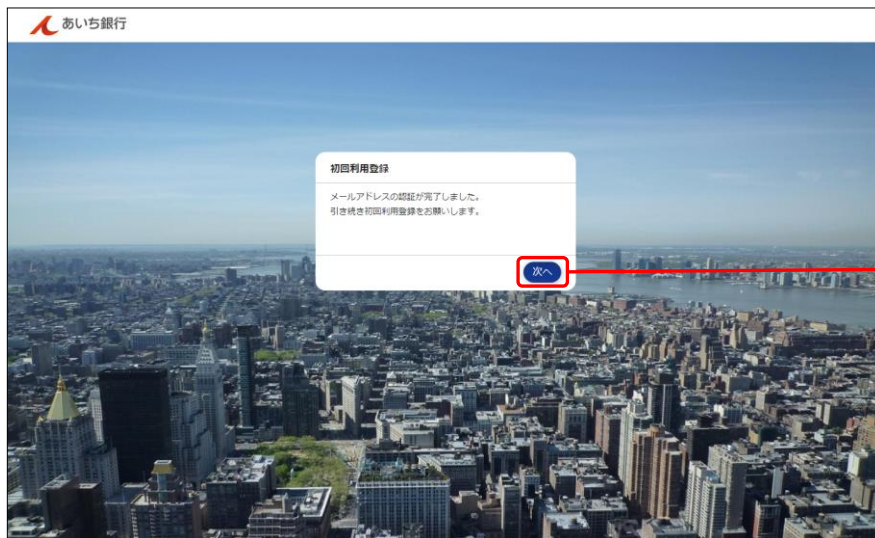 あいち銀行
初回利用登録
メールアドレスの認証が完了しました。
引き続き初回利用登録をお願いします。
次へ